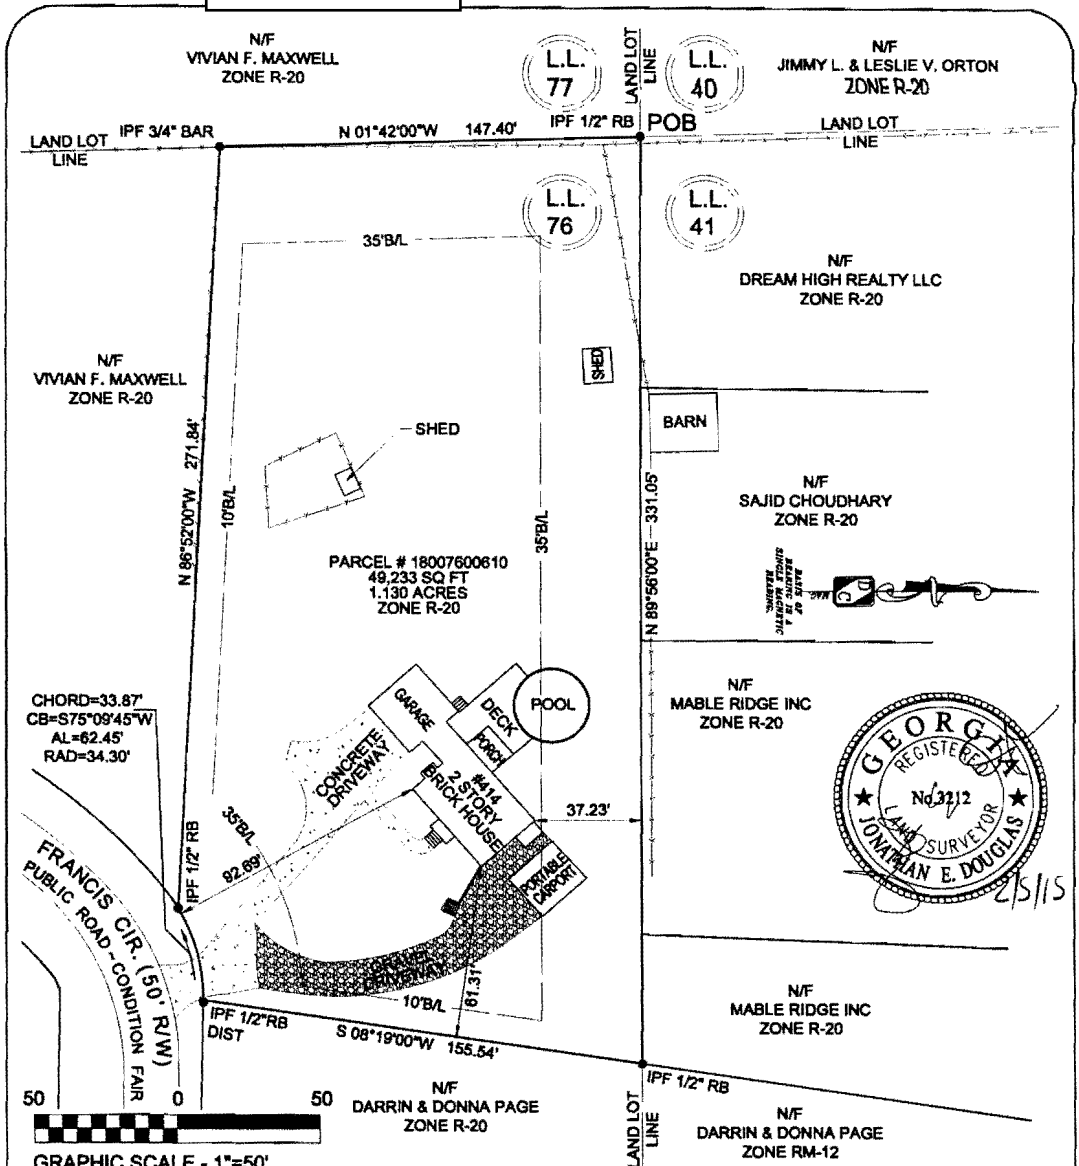 N/F
VIVIAN F. MAXWELL
ZONE R-20
L.L.
77
LAND LOT
LINE
L.L.
40
N/F
JIMMY L. & LESLIE V. ORTON
ZONE R-20
LAND LOT
LINE
IPF 3/4" BAR
N 01°42'00"W 147.40'
IPF 1/2" RB
POB
LAND LOT
LINE
L.L.
76
L.L.
41
35'B/L
N/F
DREAM HIGH REALTY LLC
ZONE R-20
N/F
VIVIAN F. MAXWELL
ZONE R-20
SHED
SHED
BARN
N 86°52'00"W 271.84'
10'B/L
35'B/L
N 89°56'00"E 331.05'
N/F
SAJID CHOUDHARY
ZONE R-20
PARCEL # 18007600610
49,233 SQ FT
1.130 ACRES
ZONE R-20
BASIS OF
BEARING IS A
SINGLE MAGNETIC
BEARING.
MAG
D
C
CHORD=33.87'
CB=S75°09'45"W
AL=62.45'
RAD=34.30'
GARAGE
DECK
POOL
PORCH
CONCRETE
DRIVEWAY
#414
2 STORY
BRICK HOUSE
N/F
MABLE RIDGE INC
ZONE R-20
GEORGIA
REGISTERED
No.3212
LAND SURVEYOR
JONATHAN E. DOUGLAS
2/5/15
37.23'
35'B/L
92.69'
IPF 1/2" RB
PORTABLE
CARPORT
FRANCIS CIR. (50' R/W)
PUBLIC ROAD~CONDITION FAIR
GRAVEL
DRIVEWAY
61.31'
10'B/L
IPF 1/2"RB
DIST
S 08°19'00"W 155.54'
N/F
MABLE RIDGE INC
ZONE R-20
IPF 1/2" RB
50 0 50
N/F
DARRIN & DONNA PAGE
ZONE R-20
LAND LOT
LINE
N/F
DARRIN & DONNA PAGE
ZONE RM-12
GRAPHIC SCALE - 1"=50'